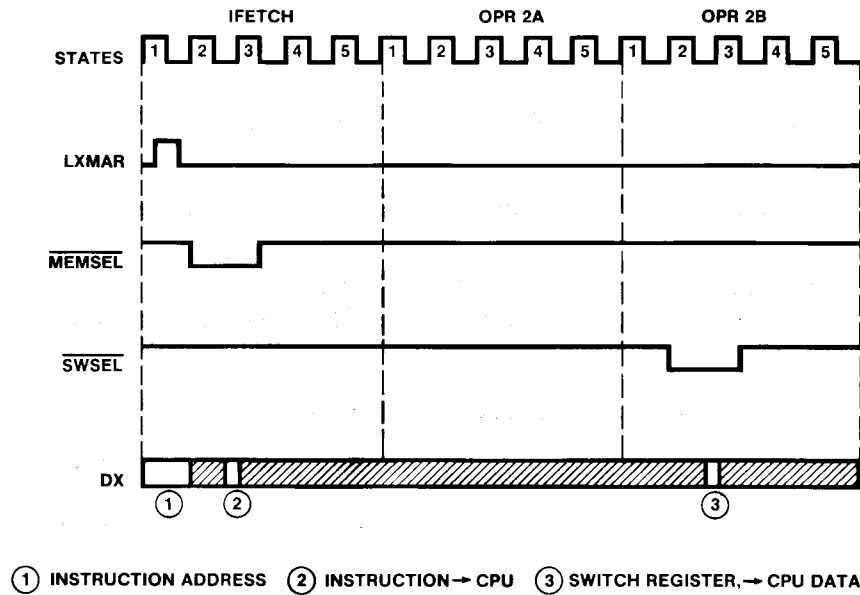 IFETCH OPR 2A OPR 2B
STATES 1 2 3 4 5 1 2 3 4 5 1 2 3 4 5
LXMAR
MEMSEL
SWSEL
DX
1 2 3
1 INSTRUCTION ADDRESS 2 INSTRUCTION → CPU 3 SWITCH REGISTER, → CPU DATA